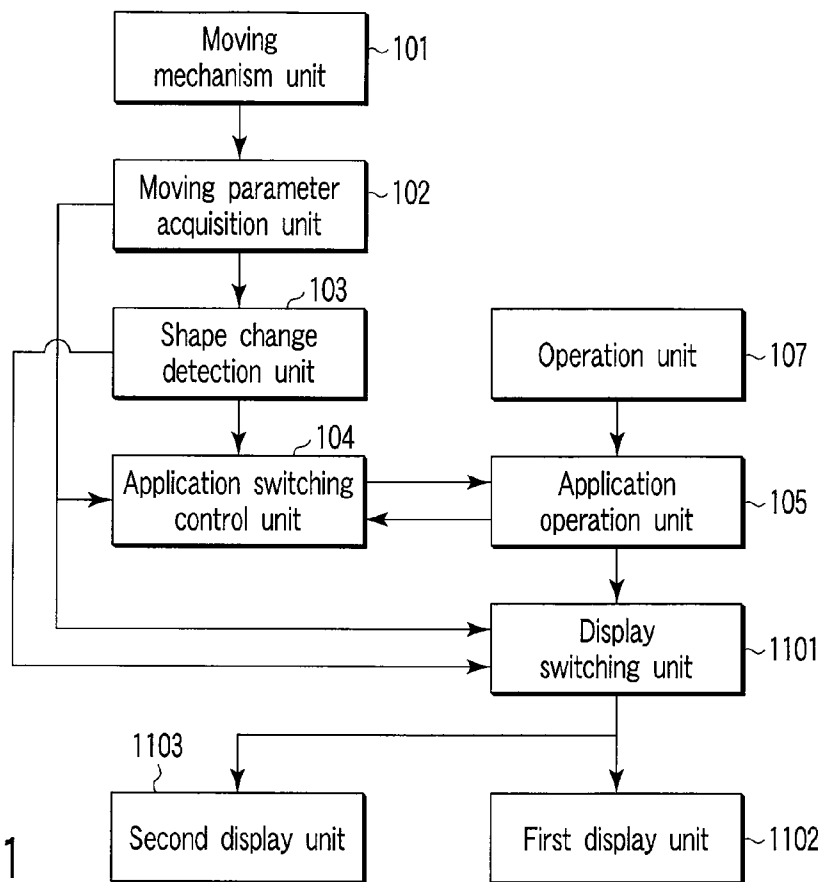 Moving
mechanism unit
101
Moving parameter
acquisition unit
102
103
Shape change
detection unit
Operation unit
107
104
Application switching
control unit
Application
operation unit
105
Display
switching unit
1101
1103
Second display unit
First display unit
1102
1